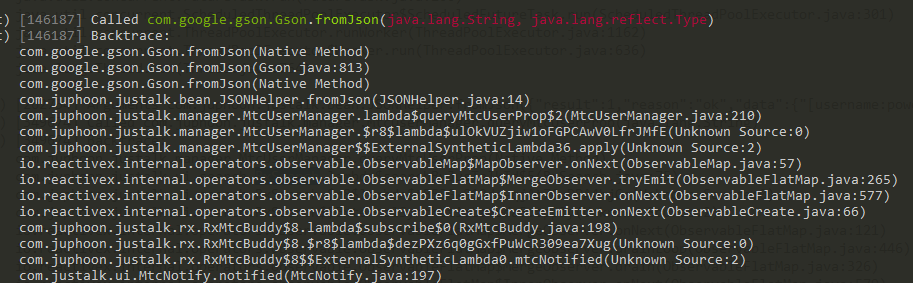 t) [146187] Called com.google.gson.Gson.fromJson(java.lang.String, java.lang.reflect.Type)
t) [146187] Backtrace:
com.google.gson.Gson.fromJson(Native Method)
com.google.gson.Gson.fromJson(Gson.java:813)
com.google.gson.Gson.fromJson(Native Method)
com.juphoon.justalk.bean.JSONHelper.fromJson(JSONHelper.java:14)
com.juphoon.justalk.manager.MtcUserManager.lambda$queryMtcUserProp$2(MtcUserManager.java:210)
com.juphoon.justalk.manager.MtcUserManager.$r8$lambda$ulOkVUZjiw1oFGPCAwV0LfrJMfE(Unknown Source:0)
com.juphoon.justalk.manager.MtcUserManager$$ExternalSyntheticLambda36.apply(Unknown Source:2)
io.reactivex.internal.operators.observable.ObservableMap$MapObserver.onNext(ObservableMap.java:57)
io.reactivex.internal.operators.observable.ObservableFlatMap$MergeObserver.tryEmit(ObservableFlatMap.java:265)
io.reactivex.internal.operators.observable.ObservableFlatMap$InnerObserver.onNext(ObservableFlatMap.java:577)
io.reactivex.internal.operators.observable.ObservableCreate$CreateEmitter.onNext(ObservableCreate.java:66)
com.juphoon.justalk.rx.RxMtcBuddy$8.lambda$subscribe$0(RxMtcBuddy.java:198)
com.juphoon.justalk.rx.RxMtcBuddy$8.$r8$lambda$dezPXz6q0gGxfPuWcR309ea7Xug(Unknown Source:0)
com.juphoon.justalk.rx.RxMtcBuddy$8$$ExternalSyntheticLambda0.mtcNotified(Unknown Source:2)
com.justalk.ui.MtcNotify.notified(MtcNotify.java:197)